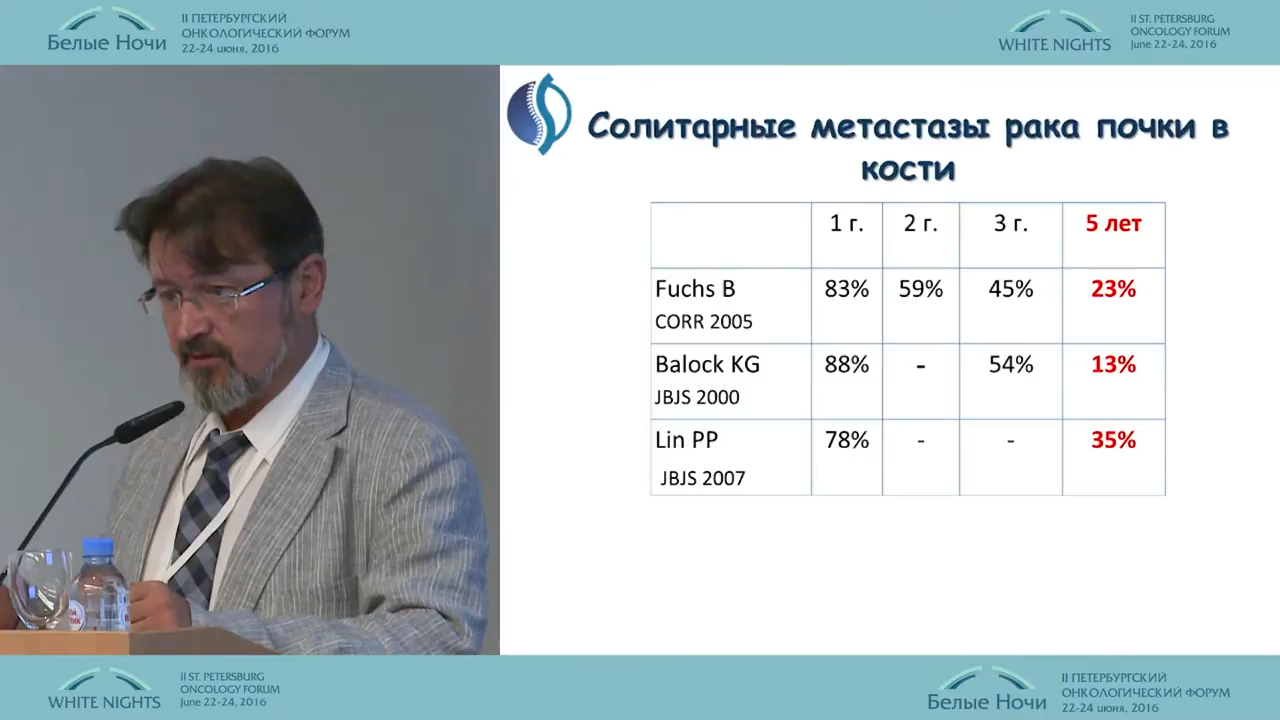 II ПЕТЕРБУРГСКИЙ
ОНКОЛОГИЧЕСКИЙ ФОРУМ
Белые Ночи
22-24 июня, 2016
II ST. PETERSBURG
ONCOLOGY FORUM
WHITE NIGHTS
June 22-24, 2016
Солитарные метастазы рака почки в
кости
1 г. 2 г. 3 г. 5 лет
Fuchs B 83% 59% 45% 23%
CORR 2005
Balock KG 88% - 54% 13%
JBJS 2000
Lin PP 78% - - 35%
JBJS 2007
II ST. PETERSBURG
ONCOLOGY FORUM
WHITE NIGHTS
June 22-24, 2016
II ПЕТЕРБУРГСКИЙ
ОНКОЛОГИЧЕСКИЙ ФОРУМ
Белые Ночи
22-24 июня, 2016